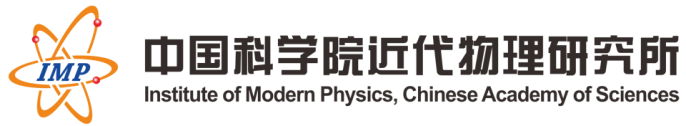 IMP
中国科学院近代物理研究所
Institute of Modern Physics, Chinese Academy of Sciences